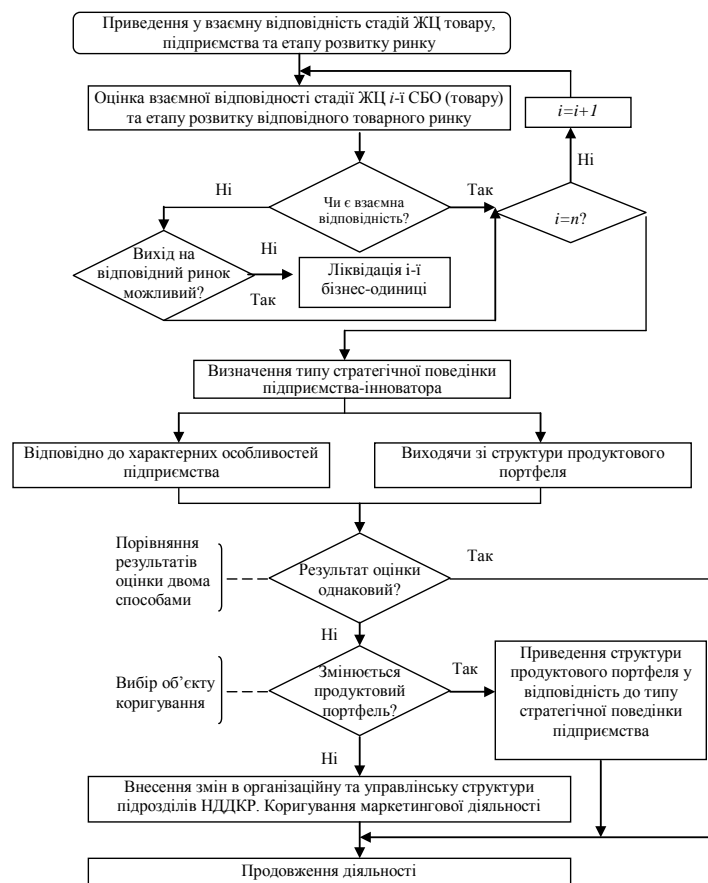 Приведення у взаємну відповідність стадій ЖЦ товару,
підприємства та етапу розвитку ринку
Оцінка взаємної відповідності стадії ЖЦ i-ї СБО (товару)
та етапу розвитку відповідного товарного ринку
i=i+1
Ні
Ні
Чи є взаємна
відповідність?
Так
i=n?
Вихід на
відповідний ринок
можливий?
Ні
Так
Ліквідація і-ї
бізнес-одиниці
Визначення типу стратегічної поведінки
підприємства-інноватора
Відповідно до характерних особливостей
підприємства
Виходячи зі структури продуктового
портфеля
Порівняння
результатів
оцінки двома
способами
Результат оцінки
однаковий?
Так
Ні
Вибір об’єкту
коригування
Змінюється
продуктовий
портфель?
Так
Приведення структури
продуктового портфеля у
відповідність до типу
стратегічної поведінки
підприємства
Ні
Внесення змін в організаційну та управлінську структури
підрозділів НДДКР. Коригування маркетингової діяльності
Продовження діяльності